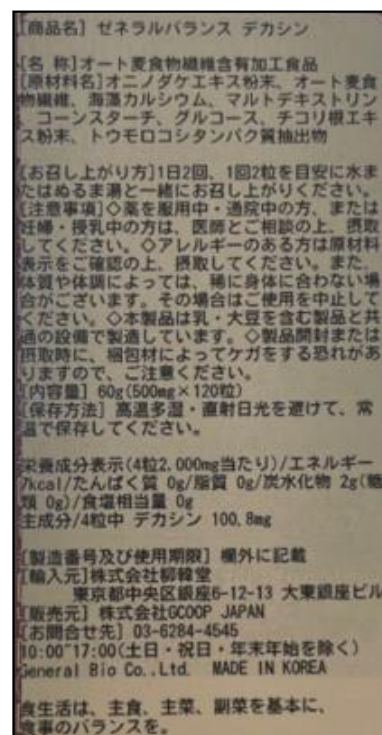 [商品名] ゼネラルバランス デカシン
[名 称]オート麦食物繊維含有加工食品
[原材料名]オニノダケエキス粉末、オート麦食
物繊維、海藻カルシウム、マルトデキストリン
、コーンスターチ、グルコース、チコリ根エキ
ス粉末、トウモロコシタンパク質抽出物
[お召し上がり方]1日2回、1回2粒を目安に水ま
たはぬるま湯と一緒にお召し上がりください。
[注意事項]◇薬を服用中・通院中の方、または
妊婦・授乳中の方は、医師とご相談の上、摂取
してください。◇アレルギーのある方は原材料
表示をご確認の上、摂取してください。また、
体質や体調によっては、稀に身体に合わない場
合がございます。その場合はご使用を中止して
ください。◇本製品は乳・大豆を含む製品と共
通の設備で製造しています。◇製品開封または
摂取時に、梱包材によってケガをする恐れがあ
りますので、ご注意ください。
[内容量] 60g(500mg×120粒)
[保存方法] 高温多湿・直射日光を避けて、常
温で保存してください。
栄養成分表示(4粒2,000mg当たり)/エネルギー
7kcal/たんぱく質 0g/脂質 0g/炭水化物 2g(糖
類 0g)/食塩相当量 0g
主成分/4粒中 デカシン 100.8mg
[製造番号及び使用期限] 欄外に記載
[輸入元]株式会社柳韓堂
東京都中央区銀座6-12-13 大東銀座ビル
[販売元] 株式会社GCOOP JAPAN
[お問合せ先] 03-6284-4545
10:00~17:00(土日・祝日・年末年始を除く)
General Bio Co.,Ltd. MADE IN KOREA
食生活は、主食、主菜、副菜を基本に、
食事のバランスを。